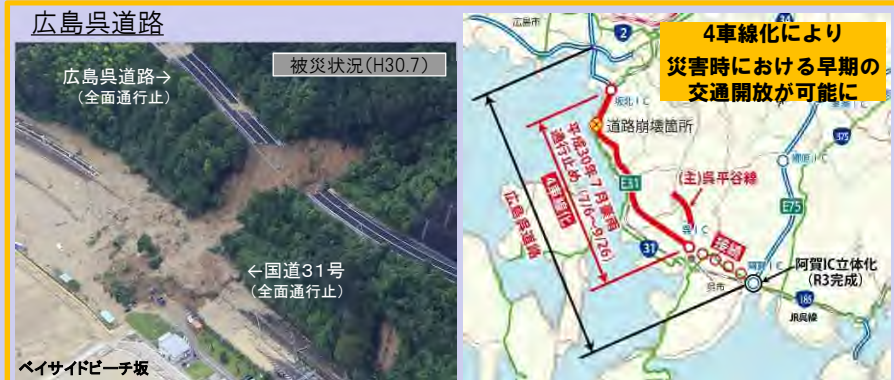 広島呉道路
被災状況(H30.7)
広島呉道路→
(全面通行止)
←国道31号
(全面通行止)
ベイサイドビーチ坂
4車線化により
災害時における早期の
交通開放が可能に
広島市
2
坂北IC
道路崩壊箇所
375
平成30年7月豪雨
通行止め (7/6~9/26)
4車線化
広島呉道路
E31
(主)呉平谷線
E75
呉IC
31
接続
阿賀IC立体化
(R3完成)
呉市
185
JR呉線